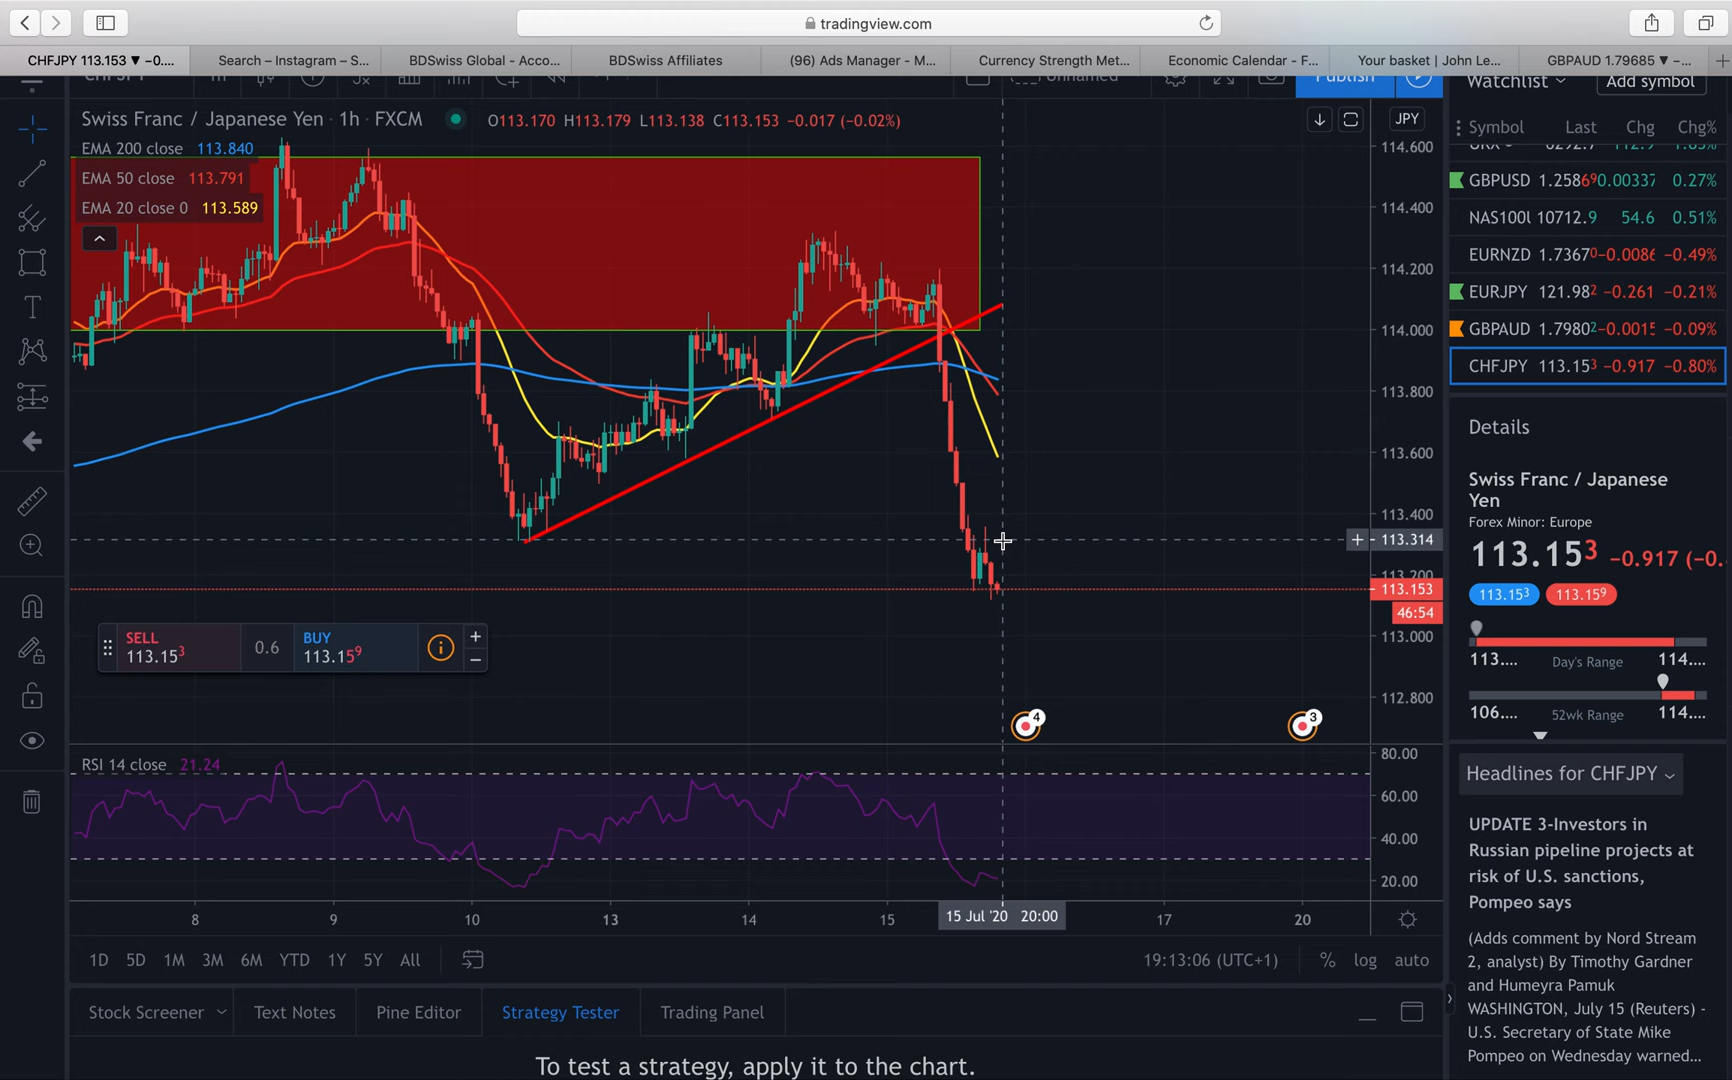 tradingview.com
CHFJPY 113.153 ▼ −0....
Search – Instagram – S...
BDSwiss Global - Acco...
BDSwiss Affiliates
(96) Ads Manager - M...
Currency Strength Met...
Economic Calendar - F...
Your basket | John Le...
GBPAUD 1.79685 ▼ −...
Unnamed
Publish
Watchlist
Add symbol
Swiss Franc / Japanese Yen · 1h · FXCM
O113.170 H113.179 L113.138 C113.153 −0.017 (−0.02%)
EMA 200 close 113.840
EMA 50 close 113.791
EMA 20 close 0 113.589
JPY
114.600
114.400
114.200
114.000
113.800
113.600
113.400
113.314
113.200
113.153
46:54
113.000
112.800
SELL
113.153
0.6
BUY
113.159
4
3
RSI 14 close 21.24
80.00
60.00
40.00
20.00
8 9 10 13 14 15 15 Jul '20 20:00 17 20
1D 5D 1M 3M 6M YTD 1Y 5Y All
19:13:06 (UTC+1) % log auto
Stock Screener Text Notes Pine Editor Strategy Tester Trading Panel
To test a strategy, apply it to the chart.
Symbol Last Chg Chg%
GBPUSD 1.25869 0.00337 0.27%
NAS100 10712.9 54.6 0.51%
EURNZD 1.73670 −0.0086 −0.49%
EURJPY 121.982 −0.261 −0.21%
GBPAUD 1.79802 −0.0015 −0.09%
CHFJPY 113.153 −0.917 −0.80%
Details
Swiss Franc / Japanese
Yen
Forex Minor: Europe
113.153 −0.917 (−0.
113.153 113.159
113.... Day's Range 114....
106.... 52wk Range 114....
Headlines for CHFJPY
UPDATE 3-Investors in
Russian pipeline projects at
risk of U.S. sanctions,
Pompeo says
(Adds comment by Nord Stream
2, analyst) By Timothy Gardner
and Humeyra Pamuk
WASHINGTON, July 15 (Reuters) -
U.S. Secretary of State Mike
Pompeo on Wednesday warned...